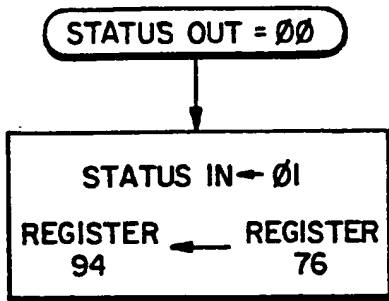 STATUS OUT = ØØ
STATUS IN ← Ø1
REGISTER ← REGISTER
94 76